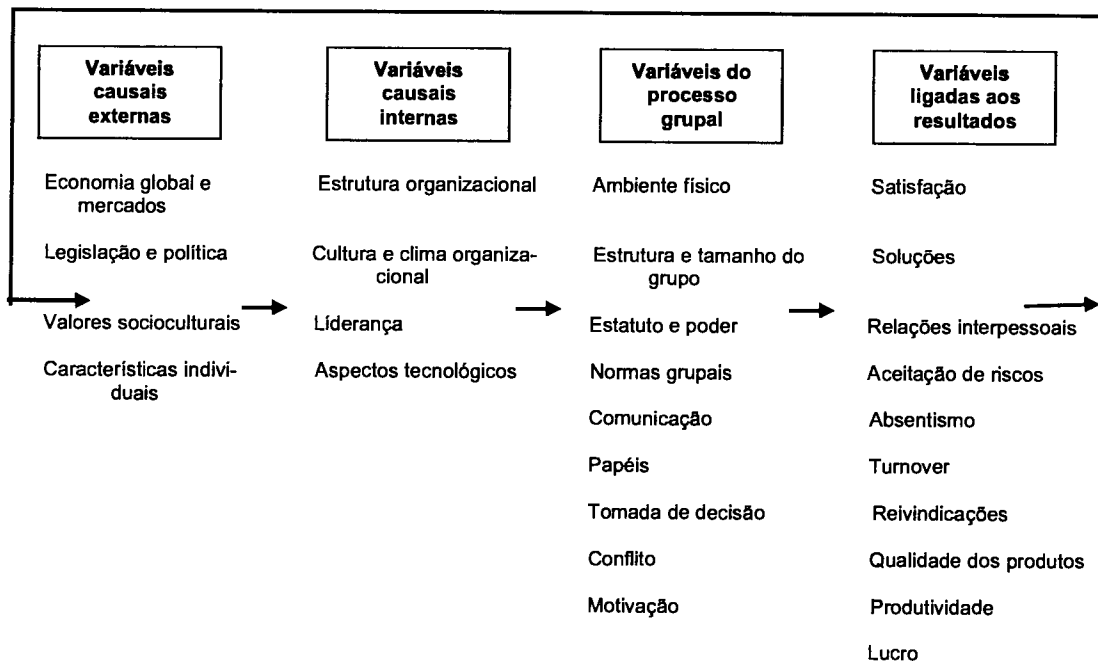 Variáveis
causais
externas
Economia global e
mercados
Legislação e política
Valores socioculturais
Características indivi-
duais
Variáveis
causais
internas
Estrutura organizacional
Cultura e clima organiza-
cional
Líderança
Aspectos tecnológicos
Variáveis do
processo
grupal
Ambiente físico
Estrutura e tamanho do
grupo
Estatuto e poder
Normas grupais
Comunicação
Papéis
Tomada de decisão
Conflito
Motivação
Variáveis
ligadas aos
resultados
Satisfação
Soluções
Relações interpessoais
Aceitação de riscos
Absentismo
Turnover
Reivindicações
Qualidade dos produtos
Produtividade
Lucro